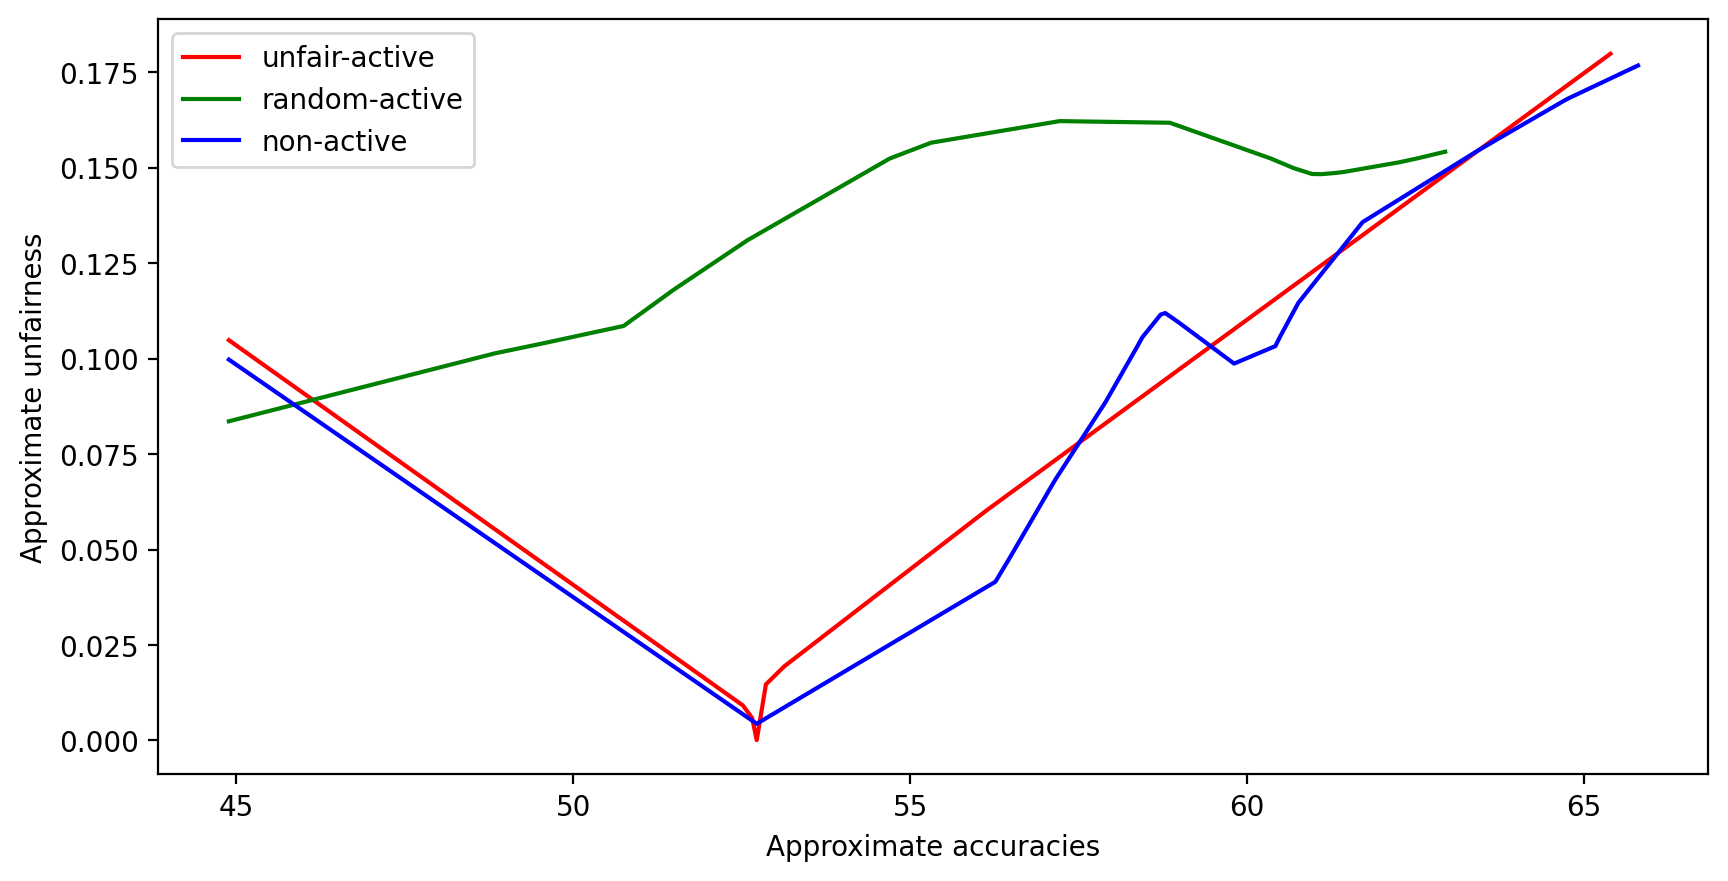 unfair-active
random-active
non-active
Approximate unfairness
0.175
0.150
0.125
0.100
0.075
0.050
0.025
0.000
45 50 55 60 65
Approximate accuracies